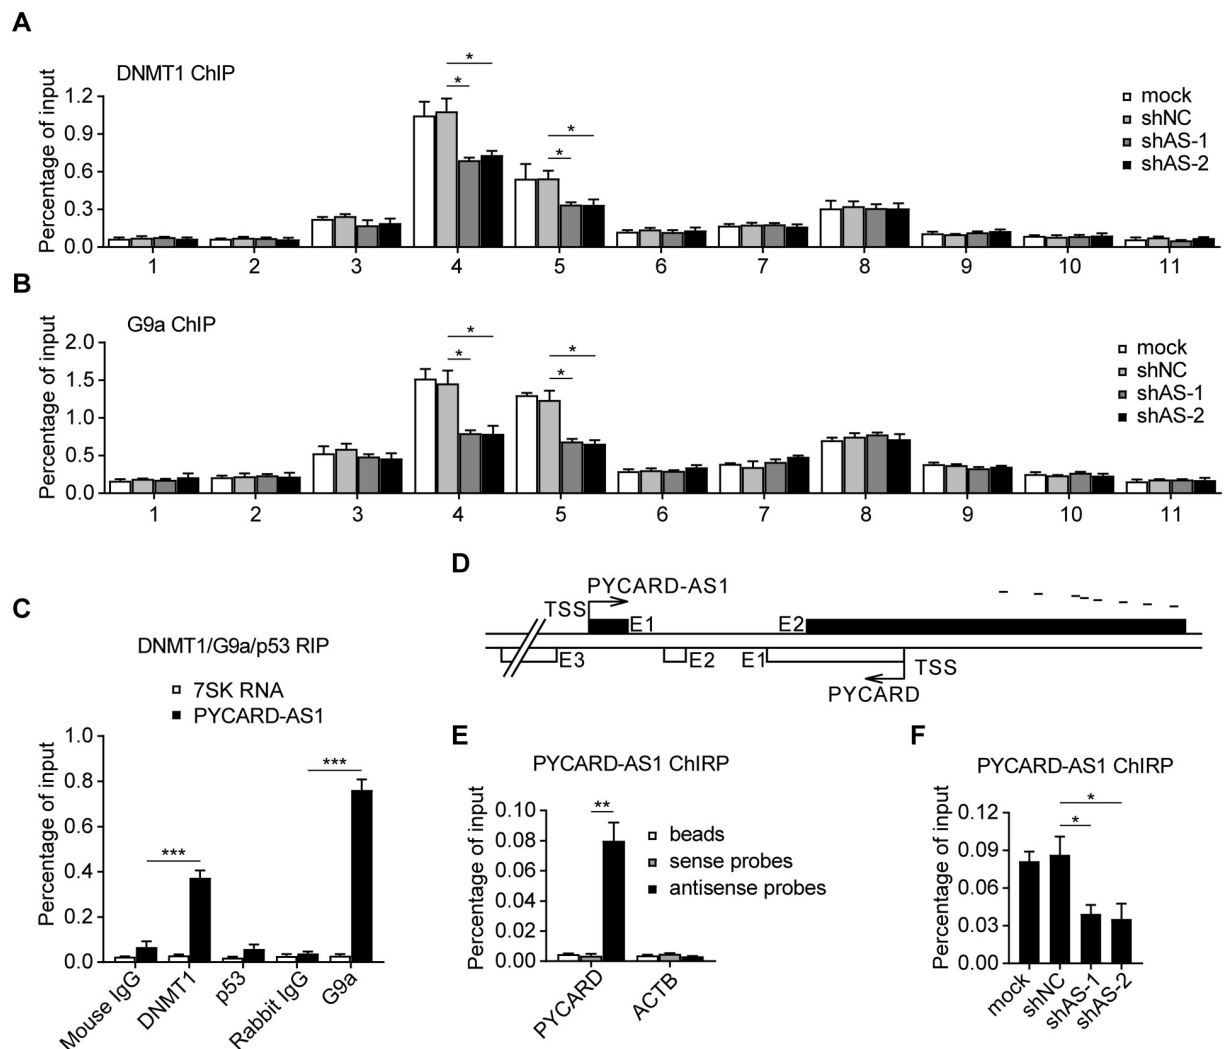 A
DNMT1 ChIP
Percentage of input
1.2
0.9
0.6
0.3
0.0
* * * *
mock
shNC
shAS-1
shAS-2
1 2 3 4 5 6 7 8 9 10 11
B
G9a ChIP
Percentage of input
2.0
1.5
1.0
0.5
0.0
* * * *
mock
shNC
shAS-1
shAS-2
1 2 3 4 5 6 7 8 9 10 11
C
DNMT1/G9a/p53 RIP
7SK RNA
PYCARD-AS1
Percentage of input
1.0
0.8
0.6
0.4
0.2
0.0
*** ***
Mouse IgG DNMT1 p53 Rabbit IgG G9a
D
PYCARD-AS1
TSS
E1 E2
E3 E2 E1
TSS
PYCARD
E
PYCARD-AS1 ChIRP
Percentage of input
0.10
0.08
0.06
0.04
0.02
0.00
**
beads
sense probes
antisense probes
PYCARD ACTB
F
PYCARD-AS1 ChIRP
Percentage of input
0.12
0.09
0.06
0.03
0.00
* *
mock shNC shAS-1 shAS-2